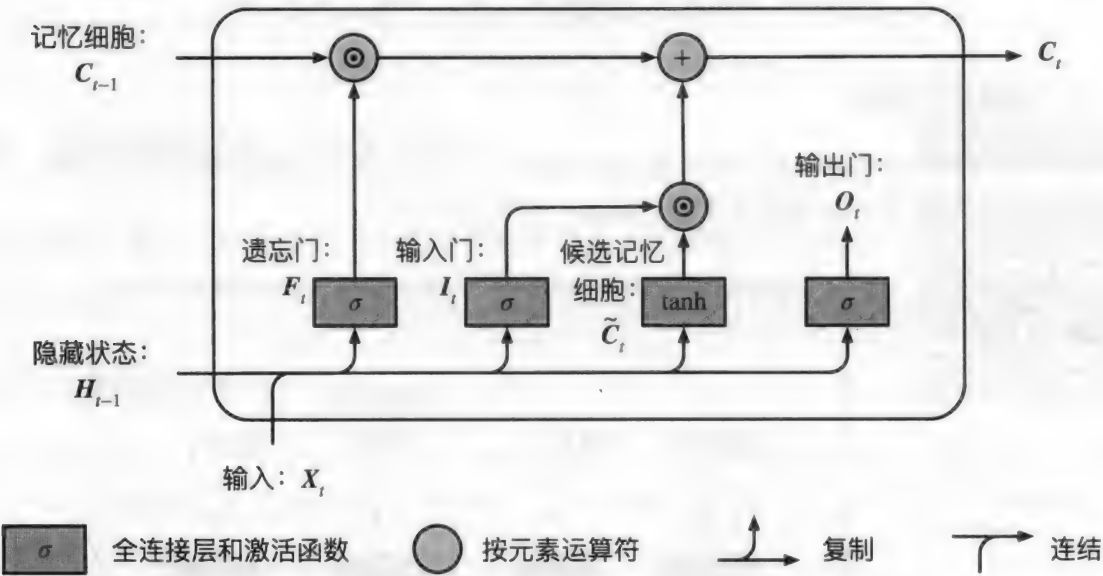 记忆细胞：
C_{t-1}
⊙
+
C_t
输出门：
O_t
⊙
遗忘门：
F_t
σ
输入门：
I_t
σ
候选记忆
细胞：
C̃_t
tanh
σ
隐藏状态：
H_{t-1}
输入：X_t
σ 全连接层和激活函数
按元素运算符
复制
连结